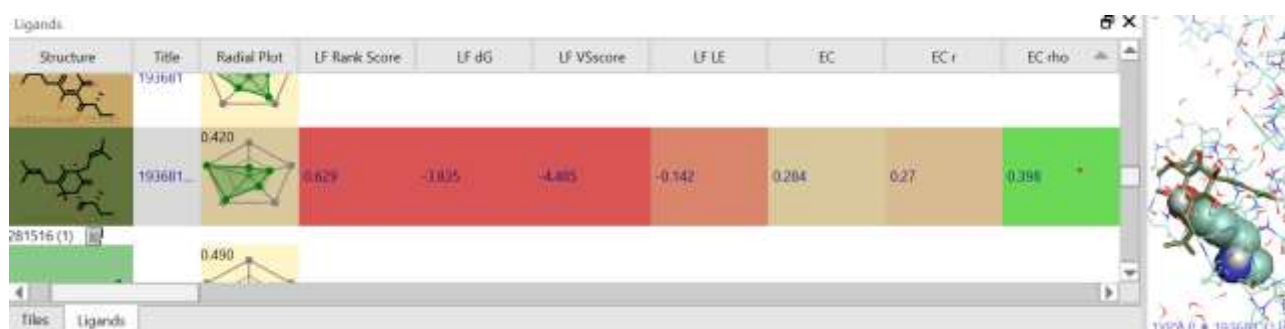 Ligands
Structure Title Radial Plot LF Rank Score LF dG LF VSscore LF LE EC EC r EC rho
193681
0.420
193681... 0.629 -3.835 -4.485 -0.142 0.284 0.27 0.398
281516 (1)
0.490
Tiles Ligands